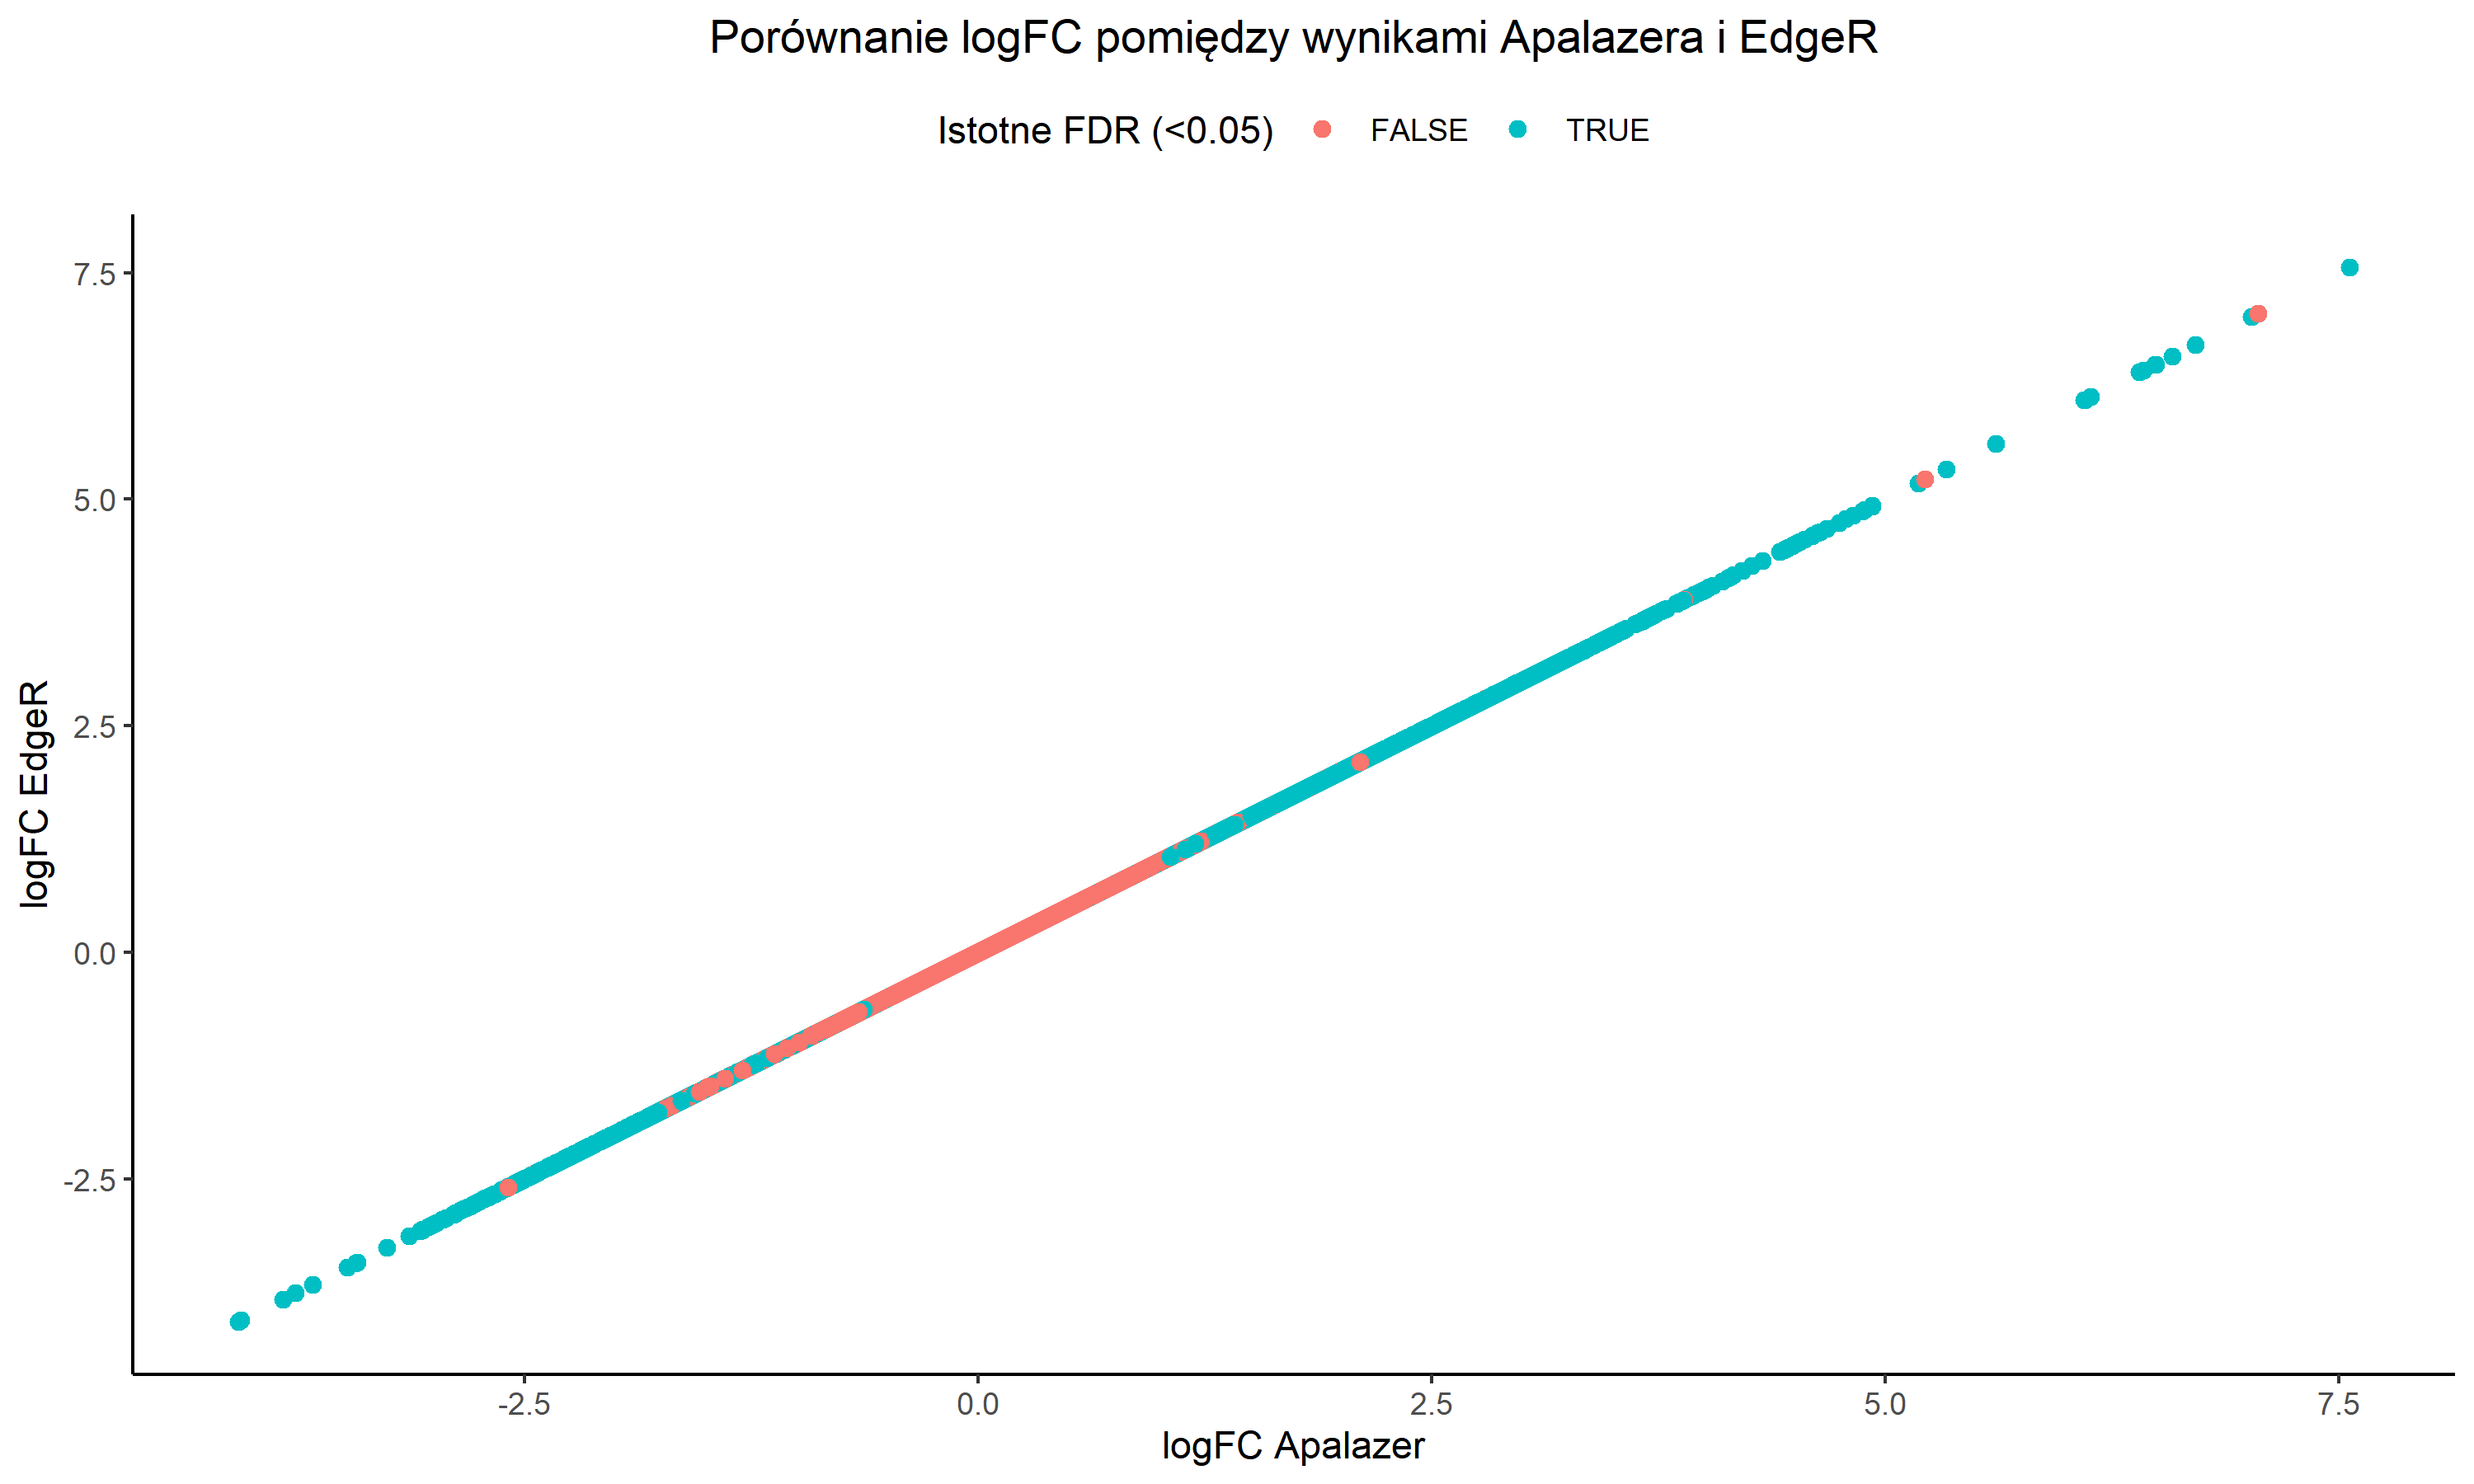 Porównanie logFC pomiędzy wynikami Apalazera i EdgeR
Istotne FDR (<0.05) FALSE TRUE
7.5
5.0
2.5
0.0
-2.5
logFC EdgeR
-2.5 0.0 2.5 5.0 7.5
logFC Apalazer